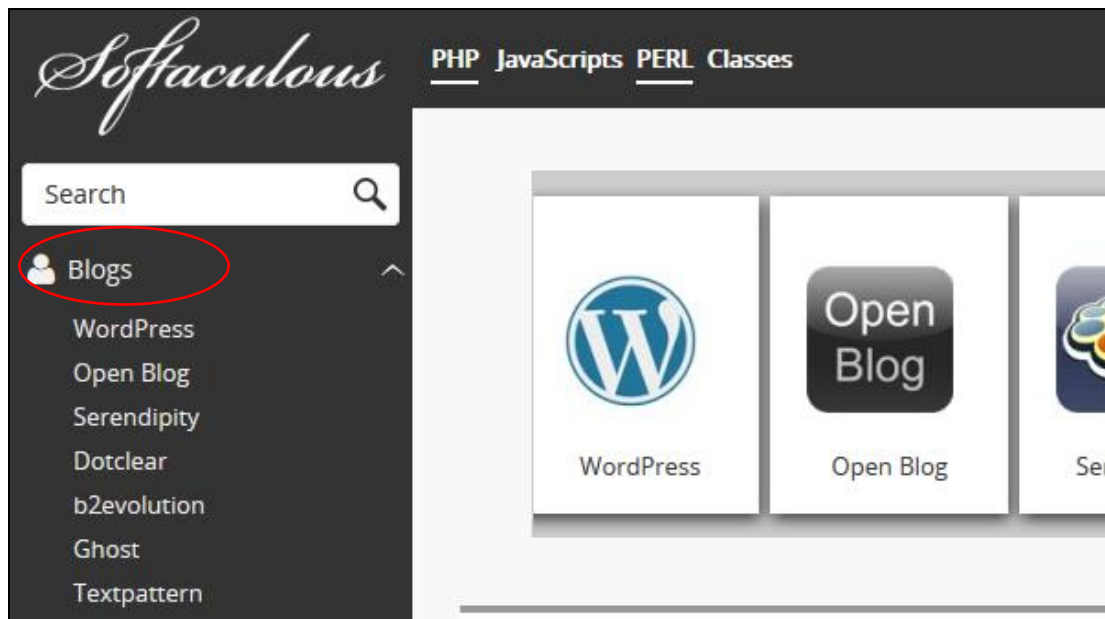 Softaculous
PHP JavaScripts PERL Classes
Search
Blogs
WordPress
Open Blog
Serendipity
Dotclear
b2evolution
Ghost
Textpattern
W
Open
Blog
WordPress
Open Blog